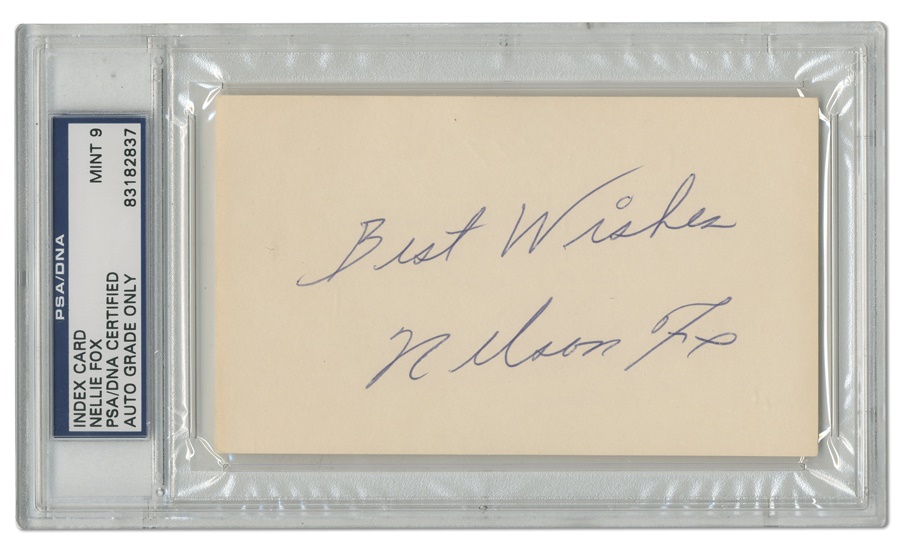 PSA/DNA
INDEX CARD
NELLIE FOX
PSA/DNA CERTIFIED
AUTO GRADE ONLY
MINT 9
83182837
Best Wishes
Nelson Fox